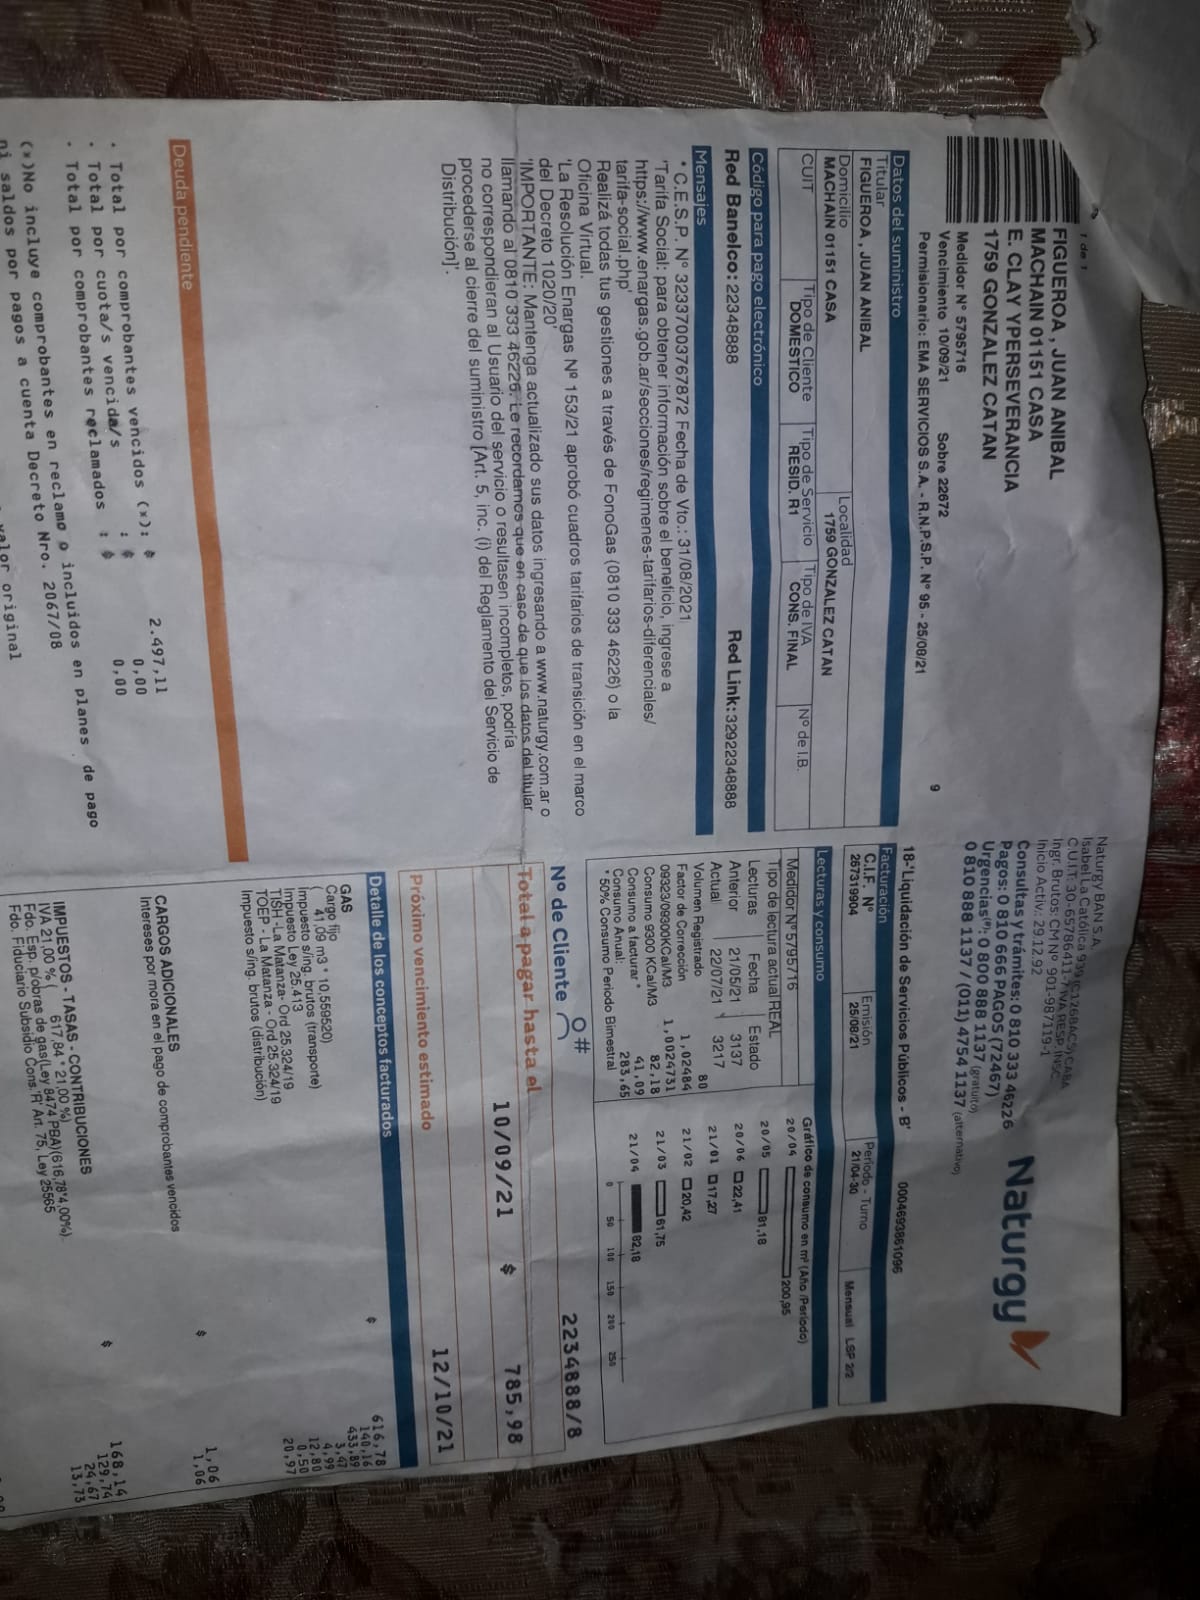 1 de 1
FIGUEROA , JUAN ANIBAL
MACHAIN 01151 CASA
E. CLAY YPERSEVERANCIA
1759 GONZALEZ CATAN
Medidor N° 5795716
Vencimiento 10/09/21 Sobre 22672
Permisionario: EMA SERVICIOS S.A. - R.N.P.S.P. N° 95 - 25/08/21
9
Datos del suministro
Titular
FIGUEROA , JUAN ANIBAL
Domicilio Localidad
MACHAIN 01151 CASA 1759 GONZALEZ CATAN
CUIT Tipo de Cliente Tipo de Servicio Tipo de IVA N° de I.B.
DOMESTICO RESID. R1 CONS. FINAL
Código para pago electrónico
Red Banelco: 22348888 Red Link: 32922348888
Mensajes
* C.E.S.P. N° 32337003767872 Fecha de Vto.: 31/08/2021
'Tarifa Social: para obtener información sobre el beneficio, ingrese a
https://www.enargas.gob.ar/secciones/regimenes-tarifarios-diferenciales/
tarifa-social.php'
Realizá todas tus gestiones a través de FonoGas (0810 333 46226) o la
Oficina Virtual.
'La Resolución Enargas Nº 153/21 aprobó cuadros tarifarios de transición en el marco
del Decreto 1020/20'
'IMPORTANTE: Mantenga actualizado sus datos ingresando a www.naturgy.com.ar o
llamando al 0810 333 46226. Le recordamos que en caso de que los datos del titular
no correspondieran al Usuario del servicio o resultasen incompletos, podría
procederse al cierre del suministro [Art. 5, inc. (i) del Reglamento del Servicio de
Distribución]'.
Deuda pendiente
· Total por comprobantes vencidos (*): $ 2.497,11
· Total por cuota/s vencida/s : $ 0,00
· Total por comprobantes reclamados : $ 0,00
(*)No incluye comprobantes en reclamo o incluidos en planes de pago
ni saldos por pagos a cuenta Decreto Nro. 2067/08
valor original
Naturgy BAN S.A.
Isabel La Católica 939 (C1268ACS) CABA
C.U.I.T. 30-65786411-7 IVA RESP. INSC.
Ingr. Brutos: CM Nº 901-987119-1
Inicio Activ.: 29.12.92
Consultas y trámites: 0 810 333 46226
Pagos: 0 810 666 PAGOS (72467)
Urgencias: 0 800 888 1137 (gratuito)
0 810 888 1137 / (011) 4754 1137 (alternativo)
Naturgy
18-'Liquidación de Servicios Públicos - B' 0004693861096
Facturación
C.I.F. Nº Emisión Período - Turno
267319904 25/08/21 21/04-30 Mensual LSP 2/2
Lecturas y consumo
Medidor Nº 5795716
Tipo de lectura actual REAL
Lecturas Fecha Estado
Anterior 21/05/21 3137
Actual 22/07/21 3217
Volumen Registrado 80
Factor de Corrección 1,02484
09323/09300KCal/M3 1,0024731
Consumo 9300 KCal/M3 82,18
Consumo a facturar * 41,09
Consumo Anual: 283,65
* 50% Consumo Periodo Bimestral
Gráfico de consumo en m³ (Año /Período)
20/04 200,95
20/05 81,18
20/06 22,41
21/01 17,27
21/02 20,42
21/03 61,75
21/04 82,18
0 50 100 150 200 250
Nº de Cliente 2234888/8
Total a pagar hasta el 10/09/21 $ 785,98
Próximo vencimiento estimado 12/10/21
Detalle de los conceptos facturados
GAS $ 616,78
Cargo fijo 140,16
( 41,09 m3 * 10,559520) 433,89
Impuesto s/ing. brutos (transporte) 3,47
Impuesto Ley 25.413 4,99
TISH -La Matanza- Ord 25.324/19 12,80
TOEP - La Matanza - Ord 25.324/19 0,50
Impuesto s/ing. brutos (distribución) 20,97
CARGOS ADICIONALES $ 1,06
Intereses por mora en el pago de comprobantes vencidos 1,06
IMPUESTOS - TASAS - CONTRIBUCIONES $ 168,14
IVA 21,00 % ( 617,84 * 21,00 %) 129,74
Fdo. Esp. p/obras de gas(Ley 8474 PBA)(616,78*4,00%) 24,67
Fdo. Fiduciario Subsidio Cons.'R' Art. 75, Ley 25565 13,73